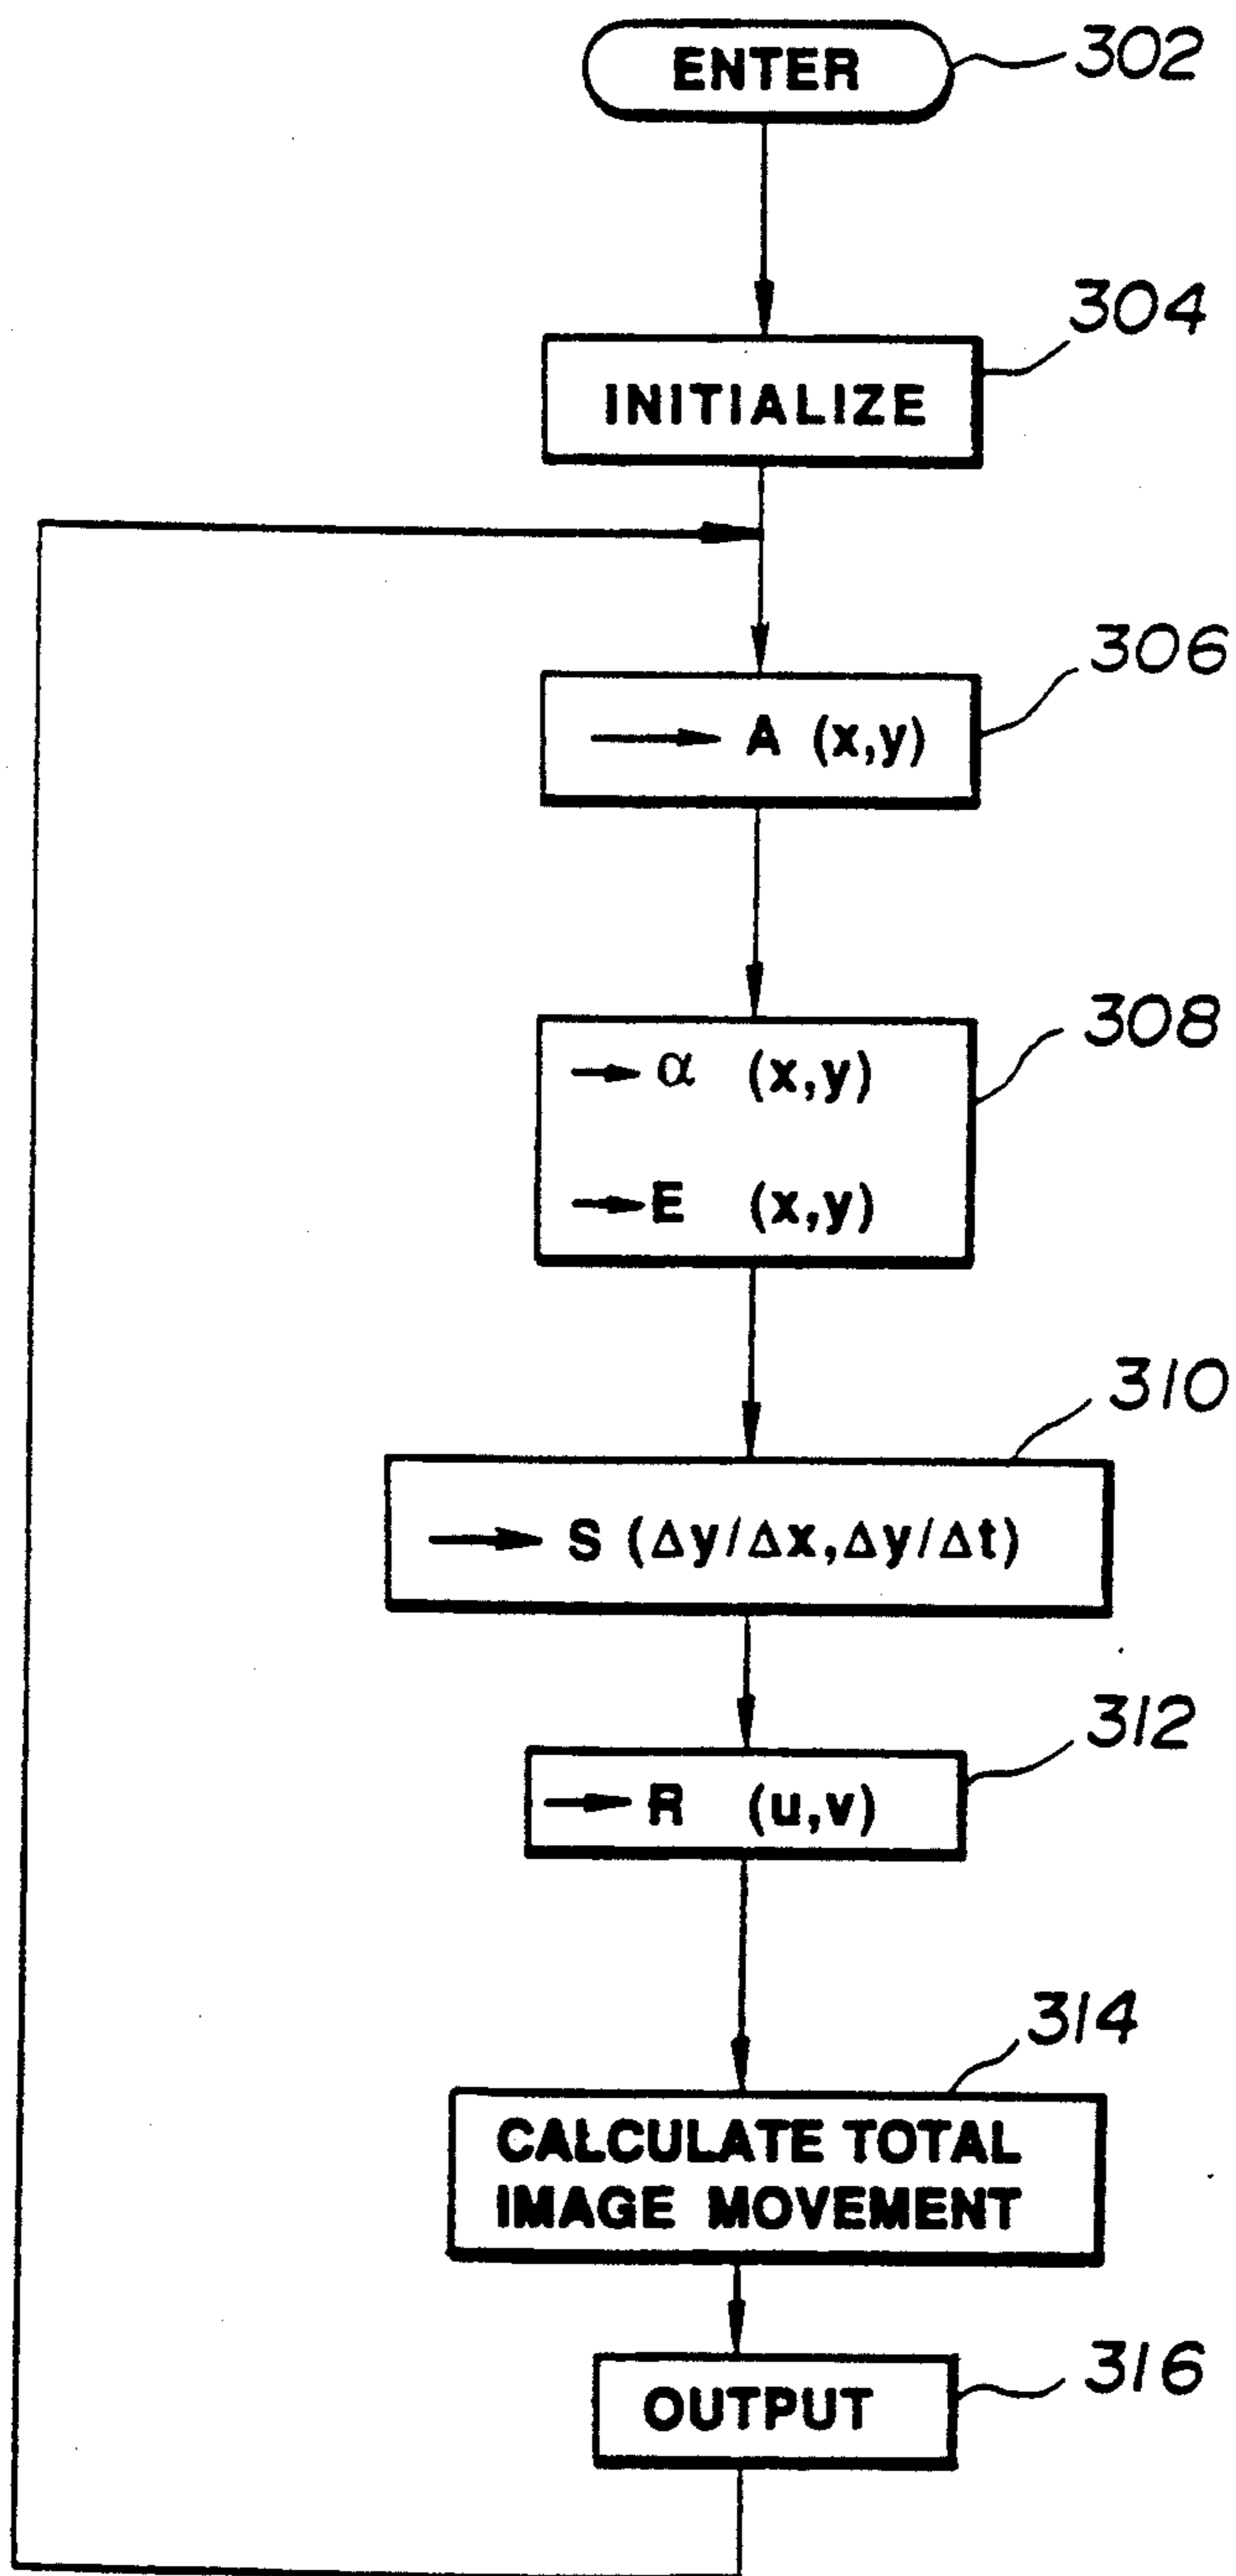 ENTER
302
304
INITIALIZE
306
→ A (x,y)
308
→ α (x,y)
→ E (x,y)
310
→ S (Δy/Δx,Δy/Δt)
312
→ R (u,v)
314
CALCULATE TOTAL
IMAGE MOVEMENT
316
OUTPUT